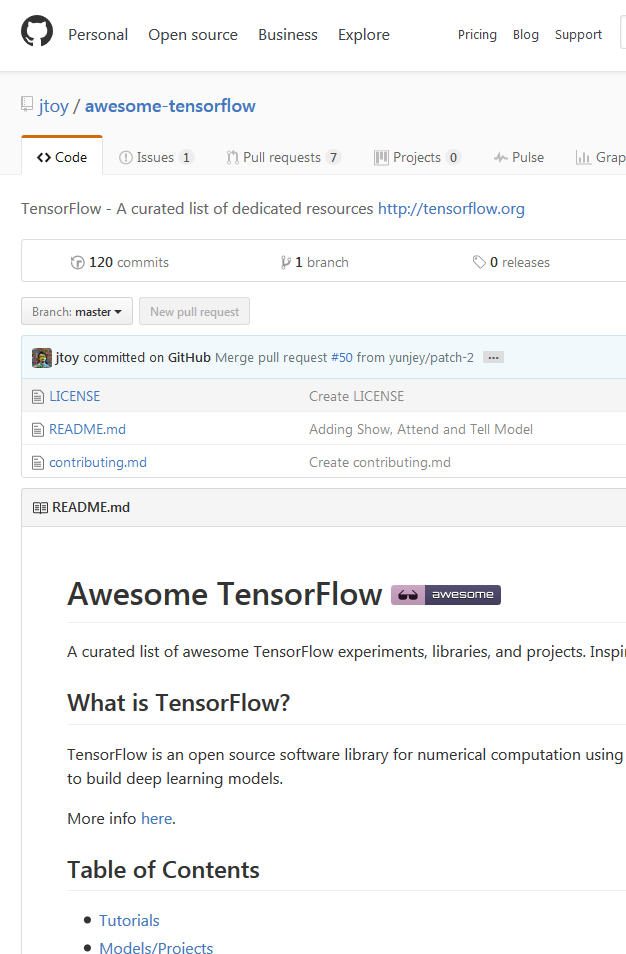 Personal Open source Business Explore Pricing Blog Support
jtoy / awesome-tensorflow
Code Issues 1 Pull requests 7 Projects 0 Pulse Grap
TensorFlow - A curated list of dedicated resources http://tensorflow.org
120 commits 1 branch 0 releases
Branch: master New pull request
jtoy committed on GitHub Merge pull request #50 from yunjey/patch-2 ...
LICENSE Create LICENSE
README.md Adding Show, Attend and Tell Model
contributing.md Create contributing.md
README.md
Awesome TensorFlow awesome
A curated list of awesome TensorFlow experiments, libraries, and projects. Inspi
What is TensorFlow?
TensorFlow is an open source software library for numerical computation using
to build deep learning models.
More info here.
Table of Contents
Tutorials
Models/Projects